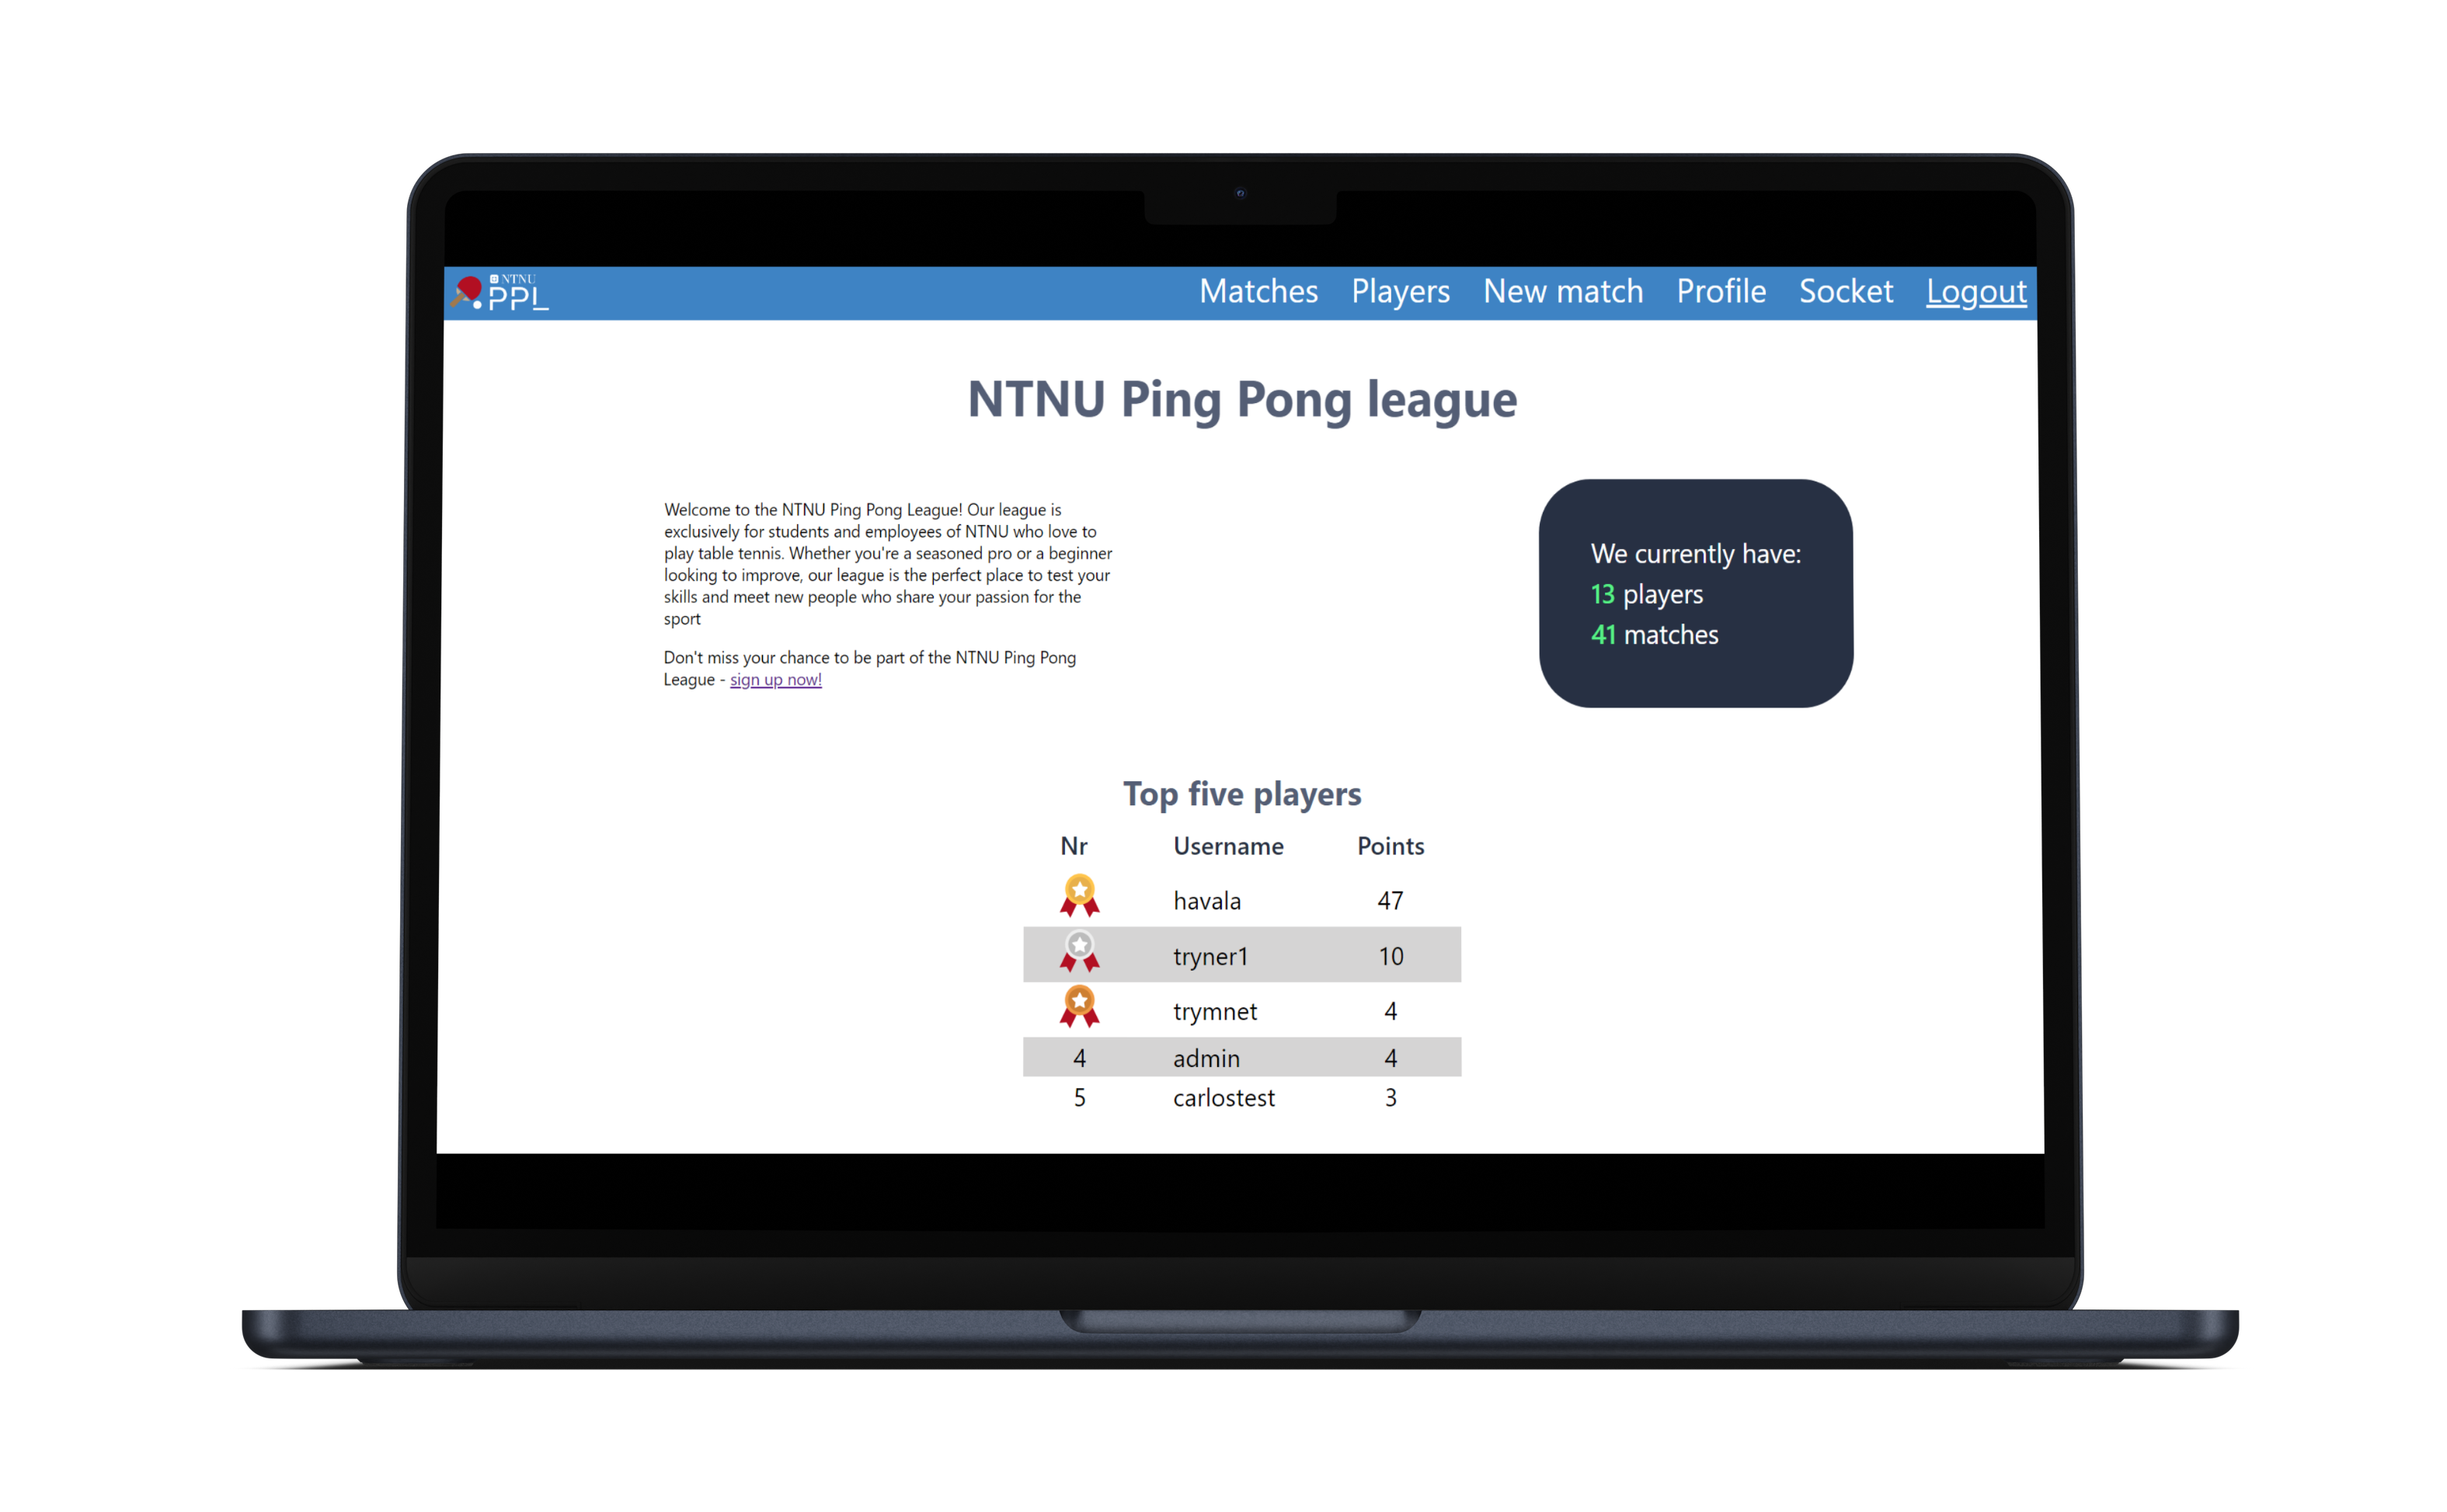 NTNU
PPL
Matches Players New match Profile Socket Logout
NTNU Ping Pong league
Welcome to the NTNU Ping Pong League! Our league is
exclusively for students and employees of NTNU who love to
play table tennis. Whether you're a seasoned pro or a beginner
looking to improve, our league is the perfect place to test your
skills and meet new people who share your passion for the
sport
Don't miss your chance to be part of the NTNU Ping Pong
League - sign up now!
We currently have:
13 players
41 matches
Top five players
Nr Username Points
havala 47
tryner1 10
trymnet 4
4 admin 4
5 carlostest 3